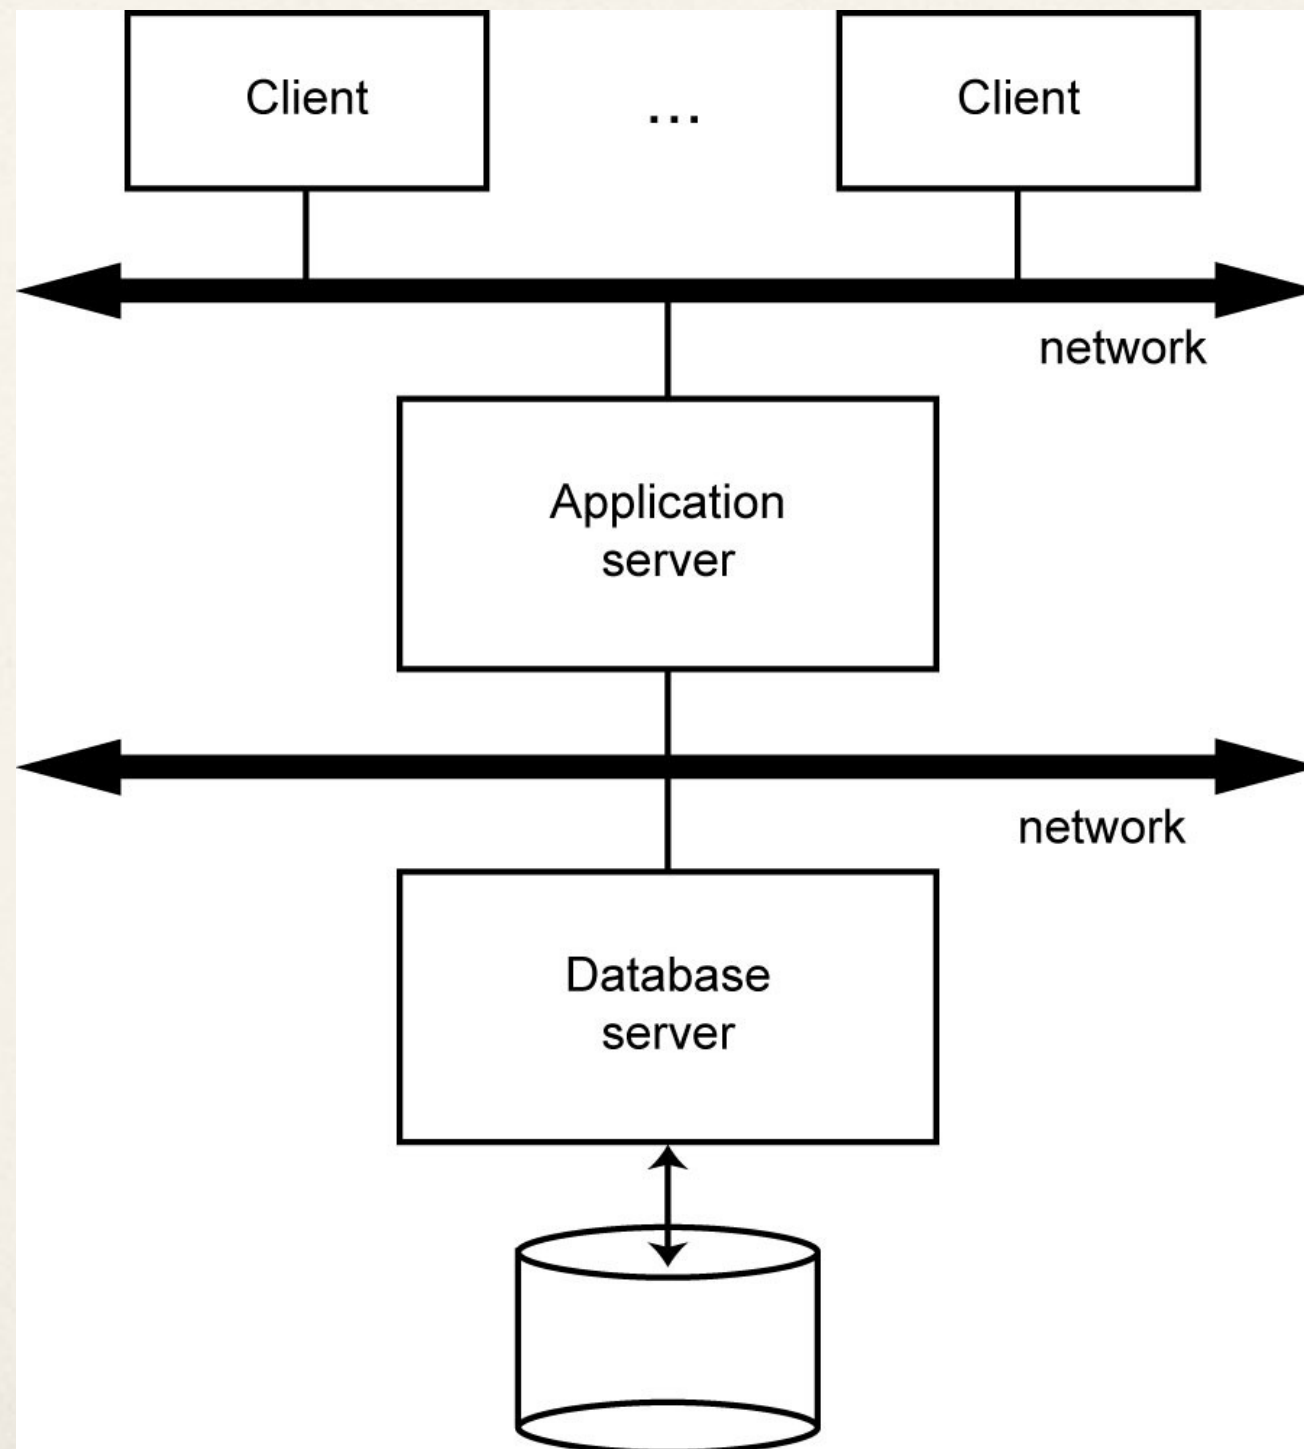 Client
...
Client
network
Application
server
network
Database
server